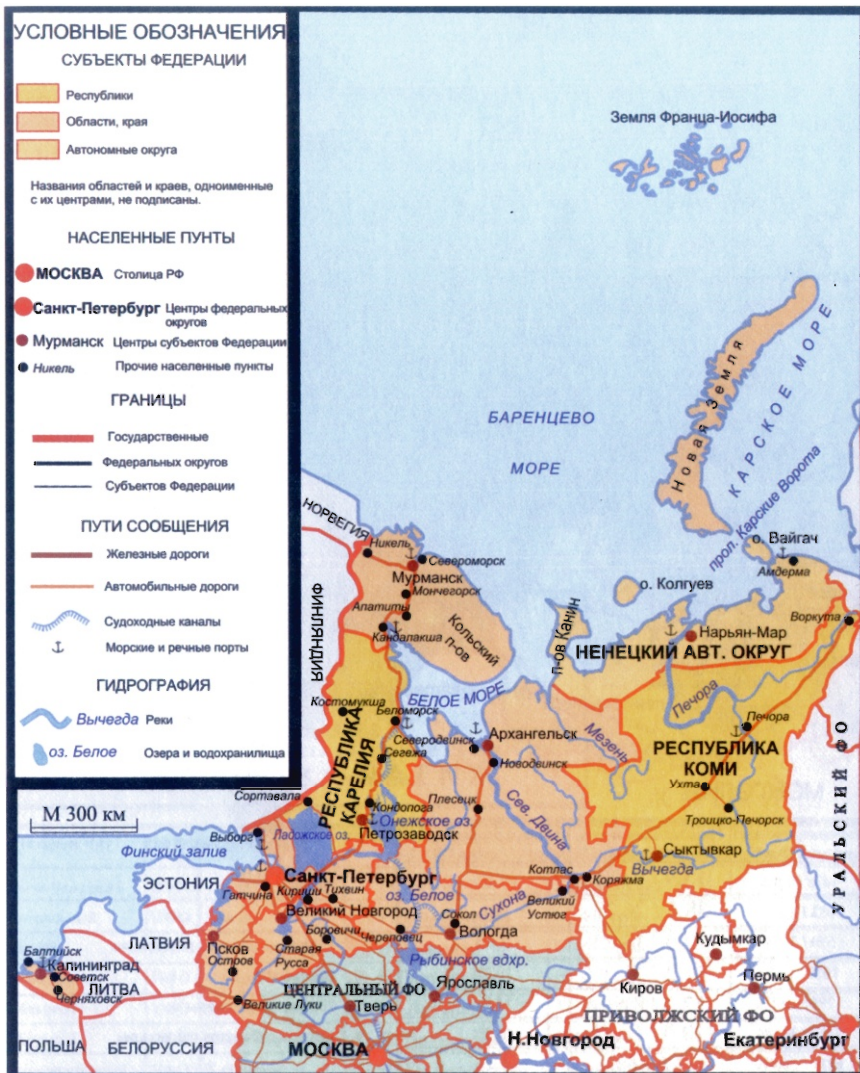 УСЛОВНЫЕ ОБОЗНАЧЕНИЯ
СУБЪЕКТЫ ФЕДЕРАЦИИ
Республики
Области, края
Автономные округа
Названия областей и краев, одноименные
с их центрами, не подписаны.
НАСЕЛЕННЫЕ ПУНТЫ
МОСКВА Столица РФ
Санкт-Петербург Центры федеральных
округов
Мурманск Центры субъектов Федерации
Никель Прочие населенные пункты
ГРАНИЦЫ
Государственные
Федеральных округов
Субъектов Федерации
ПУТИ СООБЩЕНИЯ
Железные дороги
Автомобильные дороги
Судоходные каналы
Морские и речные порты
ГИДРОГРАФИЯ
Вычегда Реки
оз. Белое Озера и водохранилища
М 300 км
Земля Франца-Иосифа
БАРЕНЦЕВО
МОРЕ
Новая Земля
КАРСКОЕ МОРЕ
прол. Карские Ворота
о. Вайгач
Амдерма
о. Колгуев
НОРВЕГИЯ
ФИНЛЯНДИЯ
Никель
Североморск
Мурманск
Мончегорск
Апатиты
Кандалакша
Кольский
п-ов
п-ов Канин
Нарьян-Мар
НЕНЕЦКИЙ АВТ. ОКРУГ
Воркута
БЕЛОЕ МОРЕ
Костомукша
Беломорск
Сегежа
РЕСПУБЛИКА
КАРЕЛИЯ
Северодвинск
Архангельск
Новодвинск
Мезень
Печора
Печора
РЕСПУБЛИКА
КОМИ
УРАЛЬСКИЙ ФО
Ухта
Троицко-Печорск
Сортавала
Кондопога
Онежское оз.
Петрозаводск
Ладожское оз.
Плесецк
Сев. Двина
Выборг
Финский залив
Сыктывкар
Вычегда
Санкт-Петербург
ЭСТОНИЯ
Гатчина
Кириши
Тихвин
оз. Белое
Котлас
Коряжма
Великий
Устюг
Сухона
Сокол
Вологда
Великий Новгород
Боровичи
Череповец
Старая
Русса
Псков
Остров
ЛАТВИЯ
Балтийск
Калининград
Советск
Черняховск
ЛИТВА
Великие Луки
Рыбинское вдхр.
ЦЕНТРАЛЬНЫЙ ФО
Ярославль
Тверь
Кудымкар
Пермь
Киров
ПРИВОЛЖСКИЙ ФО
ПОЛЬША
БЕЛОРУССИЯ
МОСКВА
Н.Новгород
Екатеринбург